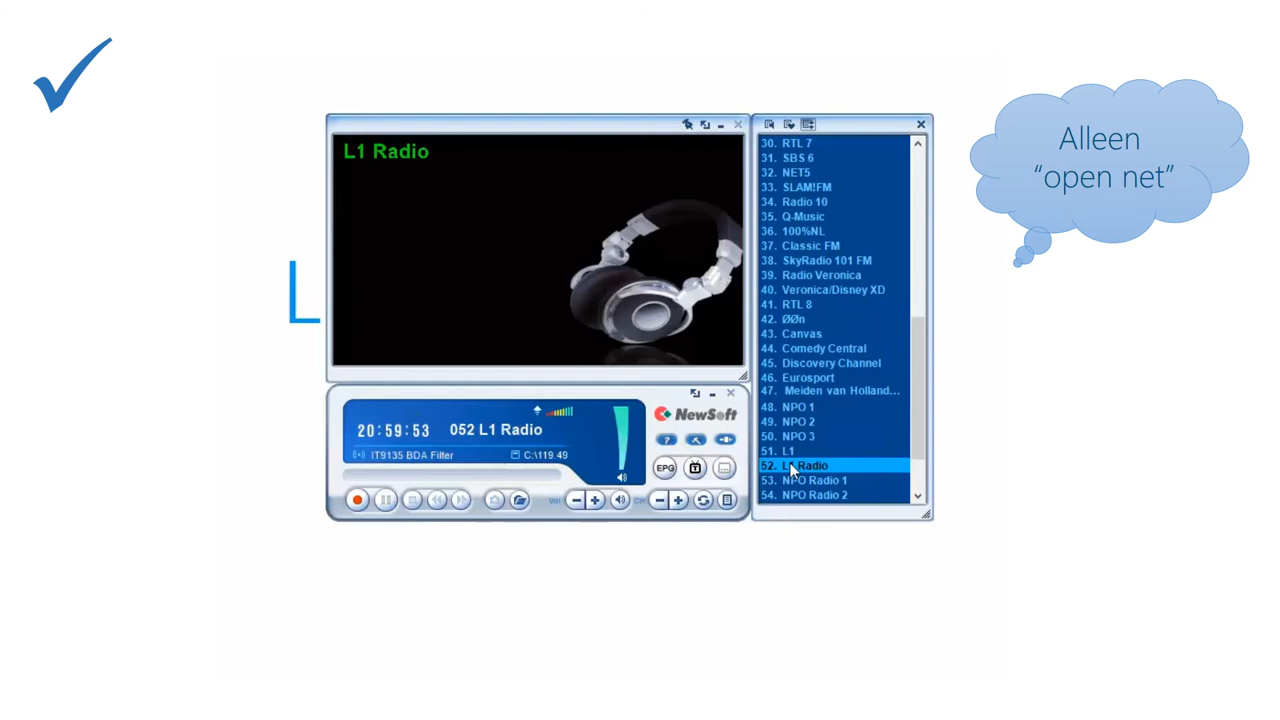 Alleen
“open net”
L
L1 Radio
30. RTL 7
31. SBS 6
32. NET5
33. SLAM!FM
34. Radio 10
35. Q-Music
36. 100%NL
37. Classic FM
38. SkyRadio 101 FM
39. Radio Veronica
40. Veronica/Disney XD
41. RTL 8
42. ØØn
43. Canvas
44. Comedy Central
45. Discovery Channel
46. Eurosport
47. Meiden van Holland...
48. NPO 1
49. NPO 2
50. NPO 3
51. L1
52. L1 Radio
53. NPO Radio 1
54. NPO Radio 2
20:59:53 052 L1 Radio
IT9135 BDA Filter C:\119.49
NewSoft
?
EPG
Vol CH